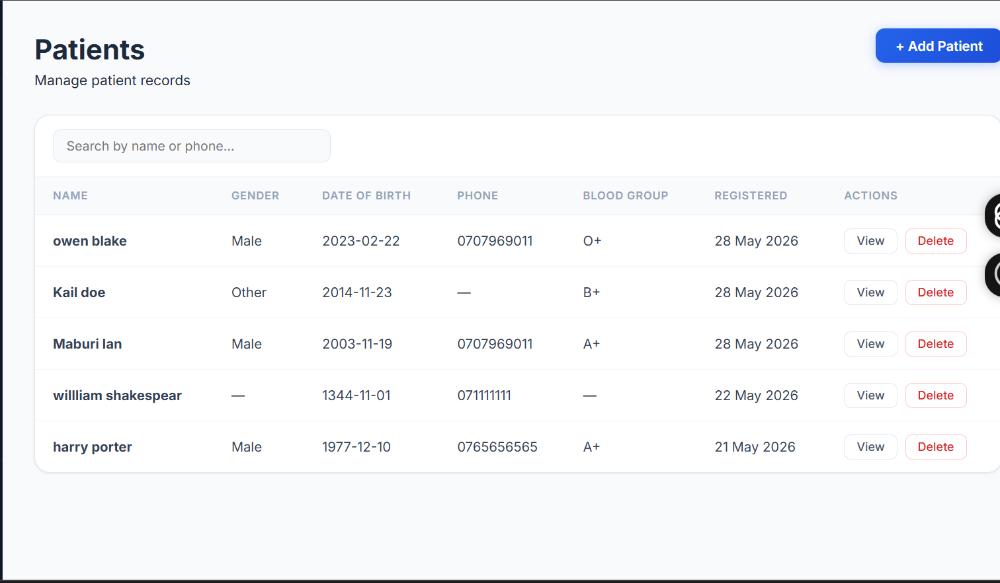 Patients
+ Add Patient
Manage patient records
Search by name or phone...
NAME GENDER DATE OF BIRTH PHONE BLOOD GROUP REGISTERED ACTIONS
owen blake Male 2023-02-22 0707969011 O+ 28 May 2026 View Delete
Kail doe Other 2014-11-23 — B+ 28 May 2026 View Delete
Maburi Ian Male 2003-11-19 0707969011 A+ 28 May 2026 View Delete
willliam shakespear — 1344-11-01 071111111 — 22 May 2026 View Delete
harry porter Male 1977-12-10 0765656565 A+ 21 May 2026 View Delete